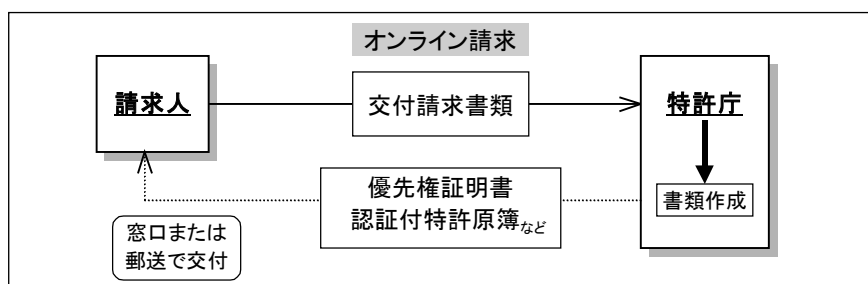 オンライン請求
請求人
交付請求書類
特許庁
書類作成
優先権証明書
認証付特許原簿など
窓口または
郵送で交付